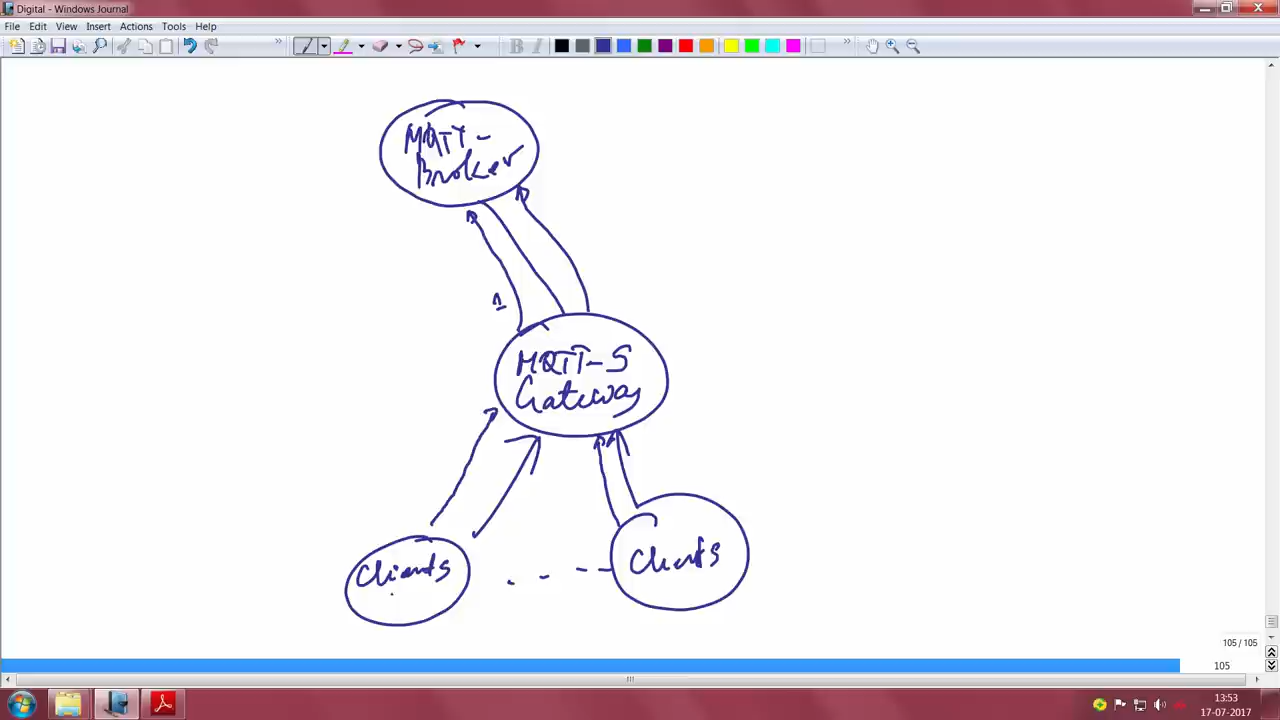 Digital - Windows Journal
File Edit View Insert Actions Tools Help
MQTT-
Broker
1
MQTT-S
Gateway
Clients
Clients
105 / 105
105
13:53
17-07-2017